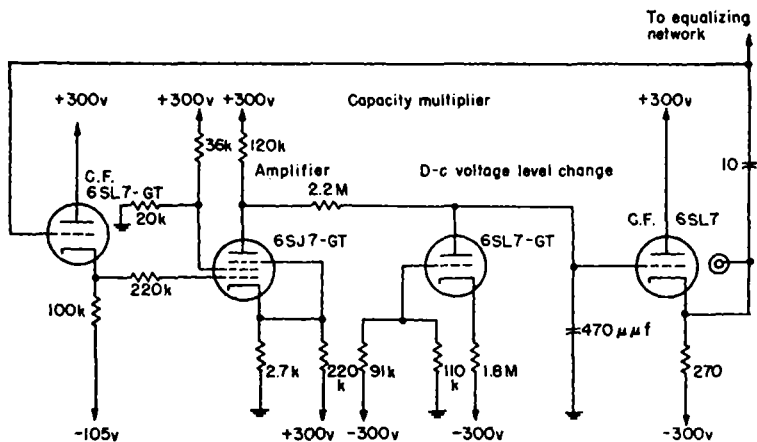 To equalizing
network
+300v
+300v +300v
Capacity multiplier
+300v
36k
120k
10
C.F.
6SL7-GT
Amplifier
D-c voltage level change
2.2M
20k
6SJ7-GT
6SL7-GT
C.F. 6SL7
220k
100k
470μμf
2.7k
220
k
91k
110
k
1.8M
270
-105v
+300v
-300v
-300v
-300v